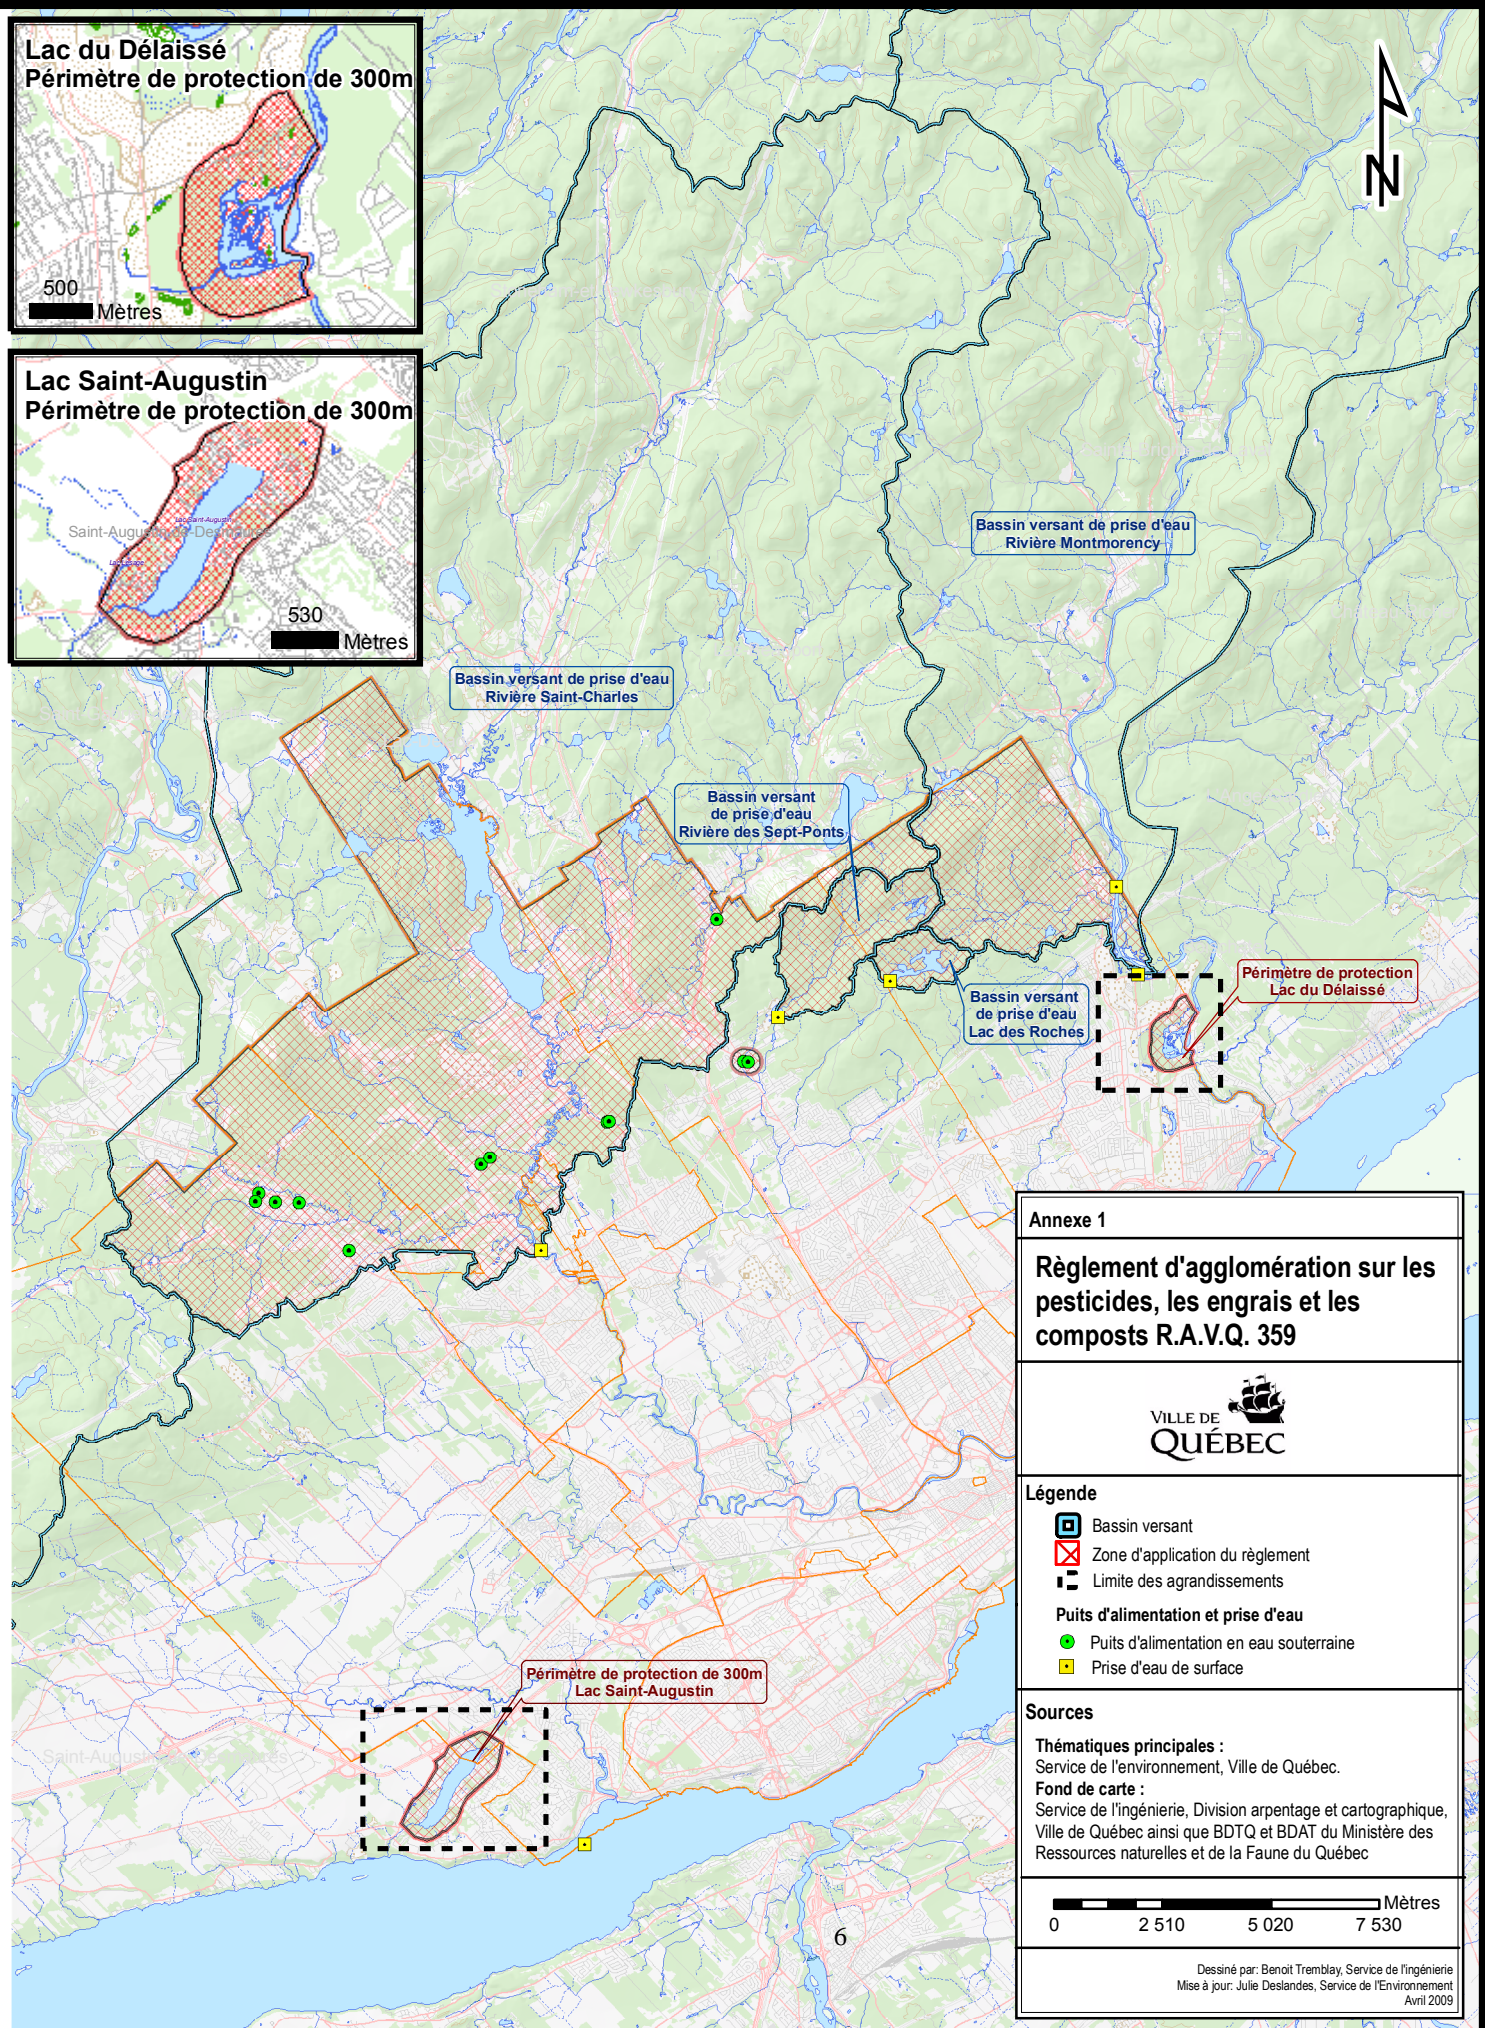 Lac du Délaissé
Périmètre de protection de 300m
500
Mètres
Lac Saint-Augustin
Périmètre de protection de 300m
Lac Saint-Augustin
530
Mètres
N
Bassin versant de prise d'eau
Rivière Montmorency
Bassin versant de prise d'eau
Rivière Saint-Charles
Bassin versant
de prise d'eau
Rivière des Sept-Ponts
Bassin versant
de prise d'eau
Lac des Roches
Périmètre de protection
Lac du Délaissé
Périmètre de protection de 300m
Lac Saint-Augustin
Annexe 1
Règlement d'agglomération sur les
pesticides, les engrais et les
composts R.A.V.Q. 359
VILLE DE
QUÉBEC
Légende
Bassin versant
Zone d'application du règlement
Limite des agrandissements
Puits d'alimentation et prise d'eau
Puits d'alimentation en eau souterraine
Prise d'eau de surface
Sources
Thématiques principales :
Service de l'environnement, Ville de Québec.
Fond de carte :
Service de l'ingénierie, Division arpentage et cartographique,
Ville de Québec ainsi que BDTQ et BDAT du Ministère des
Ressources naturelles et de la Faune du Québec
Mètres
0 2 510 5 020 7 530
Dessiné par: Benoit Tremblay, Service de l'ingénierie
Mise à jour: Julie Deslandes, Service de l'Environnement
Avril 2009
6